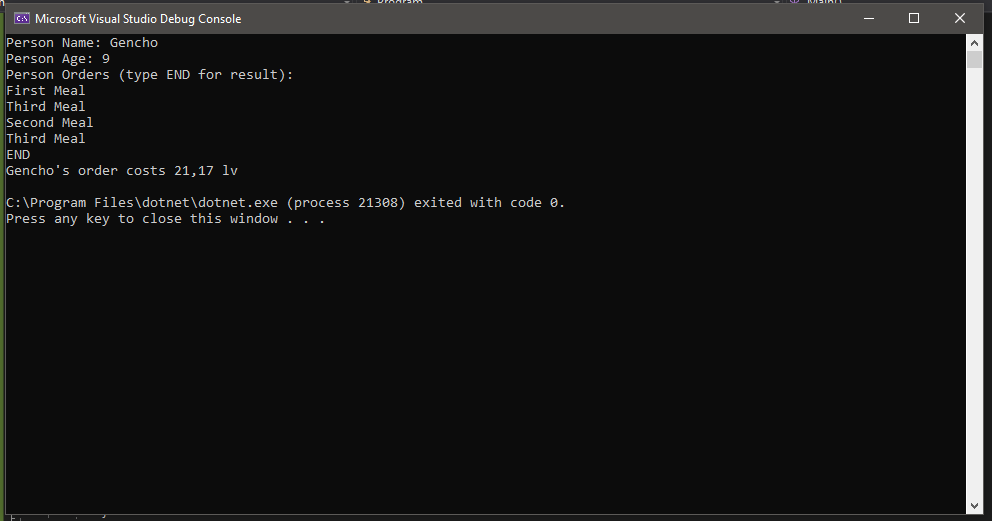 Program
Main()
Microsoft Visual Studio Debug Console
Person Name: Gencho
Person Age: 9
Person Orders (type END for result):
First Meal
Third Meal
Second Meal
Third Meal
END
Gencho's order costs 21,17 lv
C:\Program Files\dotnet\dotnet.exe (process 21308) exited with code 0.
Press any key to close this window . . .